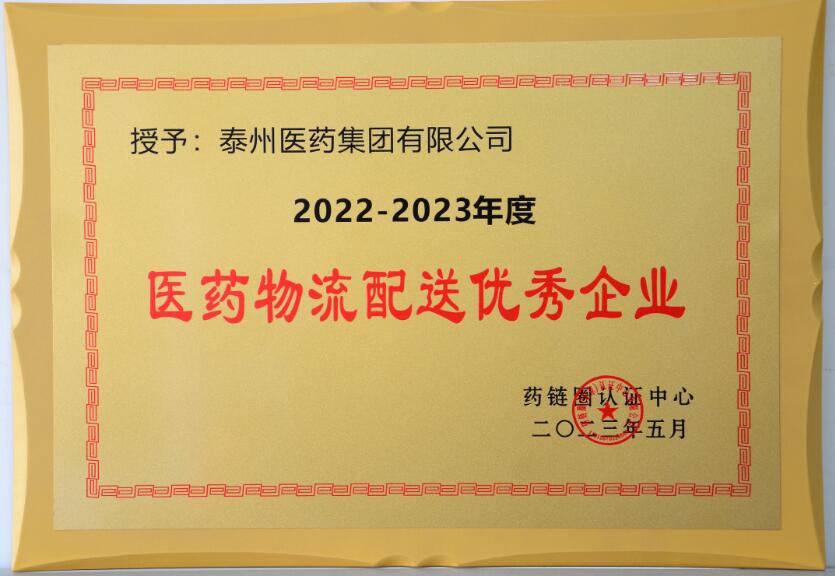 授予：泰州医药集团有限公司
2022-2023年度
医药物流配送优秀企业
药链圈认证中心
二〇二三年五月